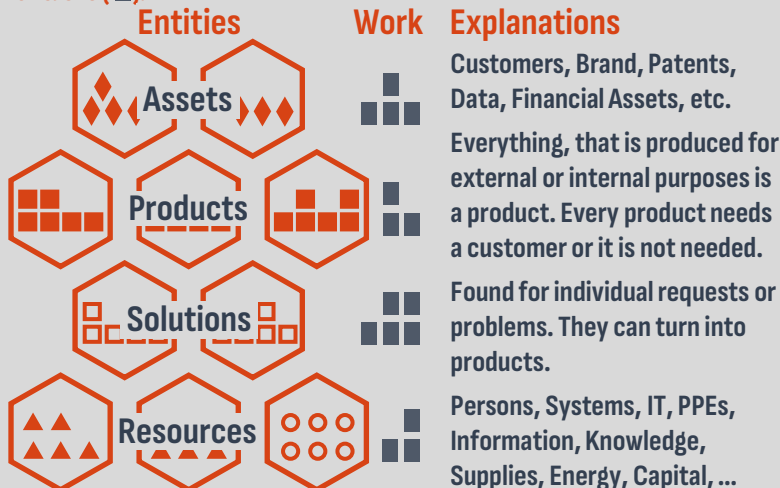 Entities Work Explanations
Assets
Customers, Brand, Patents,
Data, Financial Assets, etc.
Products
Everything, that is produced for
external or internal purposes is
a product. Every product needs
a customer or it is not needed.
Solutions
Found for individual requests or
problems. They can turn into
products.
Resources
Persons, Systems, IT, PPEs,
Information, Knowledge,
Supplies, Energy, Capital, ...